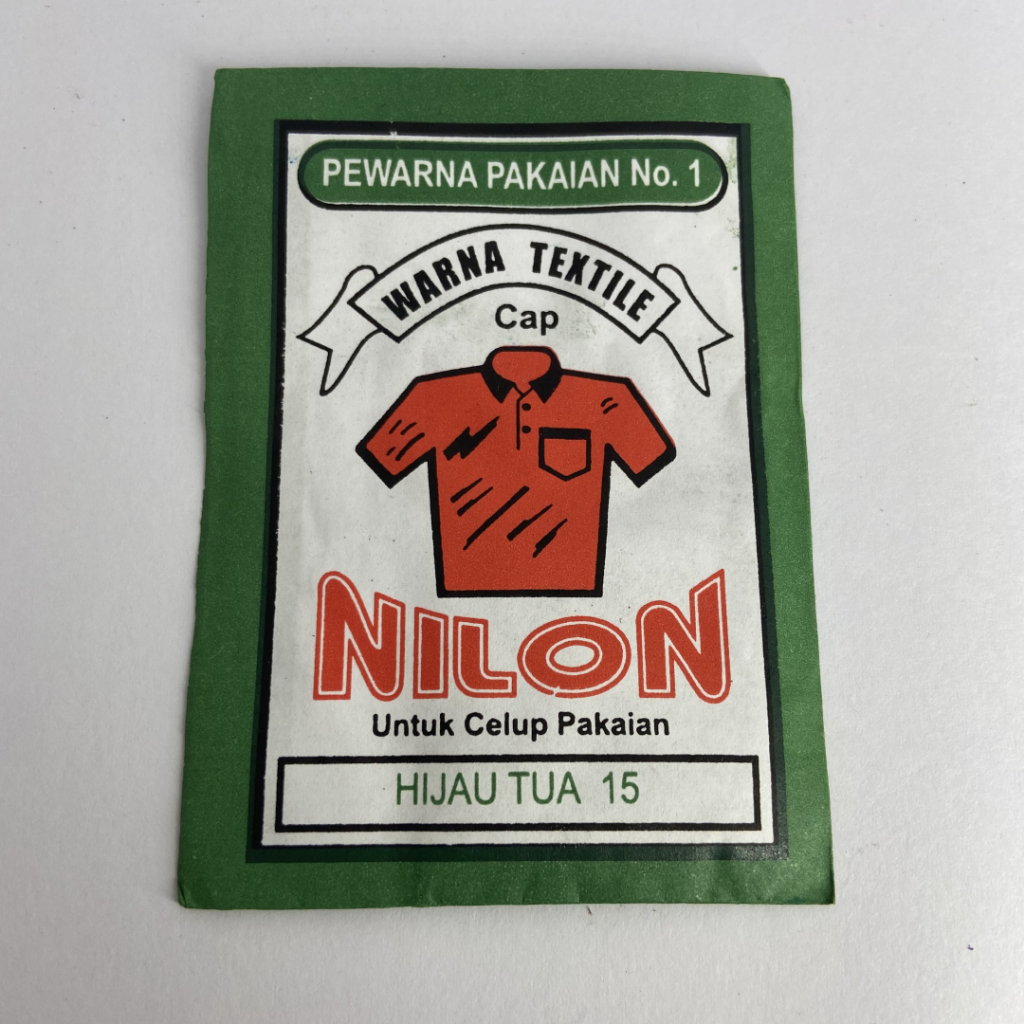 PEWARNA PAKAIAN No. 1
WARNA TEXTILE
Cap
NILON
Untuk Celup Pakaian
HIJAU TUA 15